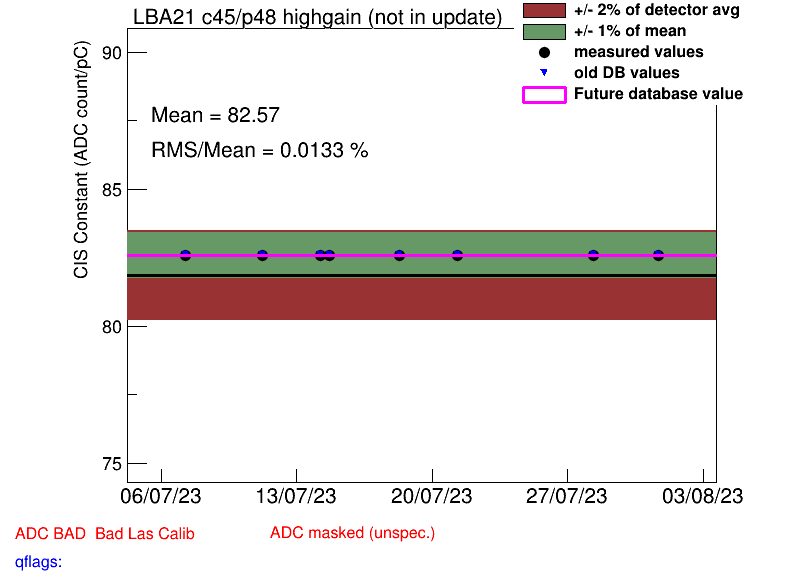 LBA21 c45/p48 highgain (not in update)
+/- 2% of detector avg
+/- 1% of mean
measured values
old DB values
Future database value
CIS Constant (ADC count/pC)
Mean = 82.57
RMS/Mean = 0.0133 %
90
85
80
75
06/07/23 13/07/23 20/07/23 27/07/23 03/08/23
ADC BAD Bad Las Calib ADC masked (unspec.)
qflags: